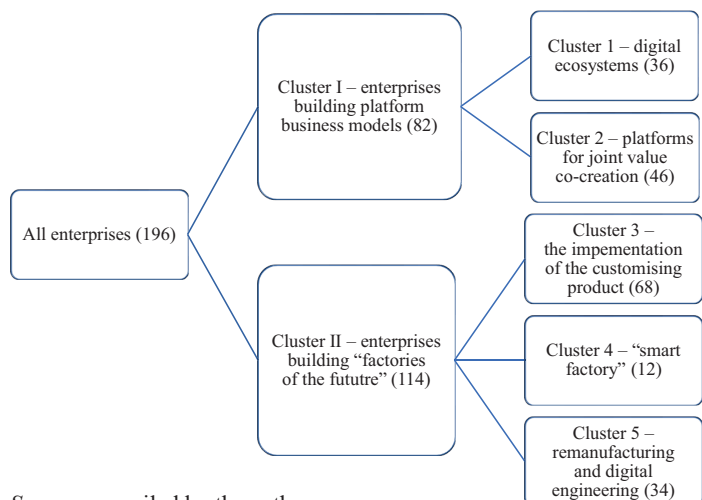 All enterprises (196)
Cluster I – enterprises
building platform
business models (82)
Cluster II – enterprises
building “factories
of the fututre” (114)
Cluster 1 – digital
ecosystems (36)
Cluster 2 – platforms
for joint value
co-creation (46)
Cluster 3 –
the impementation
of the customising
product (68)
Cluster 4 – “smart
factory” (12)
Cluster 5 –
remanufacturing
and digital
engineering (34)